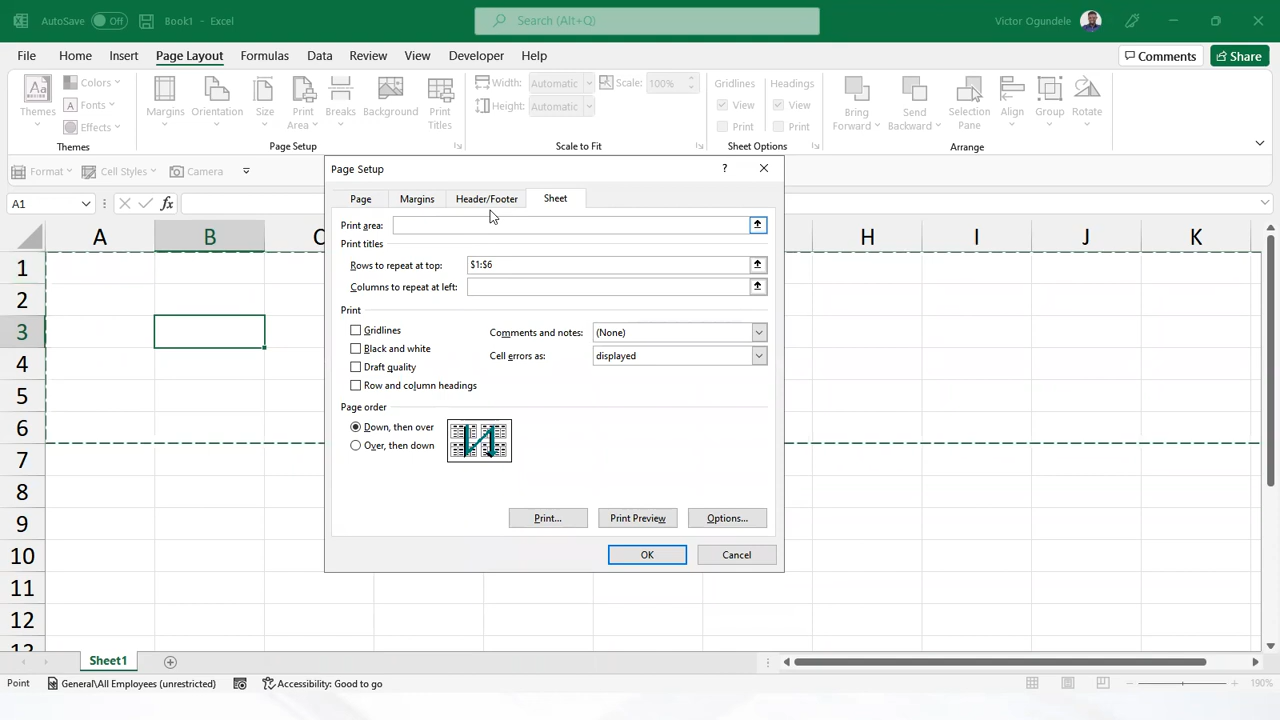 AutoSave Off Book1 - Excel Search (Alt+Q) Victor Ogundele
File Home Insert Page Layout Formulas Data Review View Developer Help Comments Share
Themes Colors Fonts Effects Margins Orientation Size Print Area Breaks Background Print Titles Width: Automatic Height: Automatic Scale: 100% Gridlines View Print Headings View Print Bring Forward Send Backward Selection Pane Align Group Rotate
Themes Page Setup Scale to Fit Sheet Options Arrange
Format Cell Styles Camera
A1 fx
Page Setup ?
Page Margins Header/Footer Sheet
Print area:
Print titles
Rows to repeat at top: $1:$6
Columns to repeat at left:
Print
Gridlines Comments and notes: (None)
Black and white
Cell errors as: displayed
Draft quality
Row and column headings
Page order
Down, then over
Over, then down
Print... Print Preview Options...
OK Cancel
A B C H I J K
1
2
3
4
5
6
7
8
9
10
11
12
13
Sheet1
Point General\All Employees (unrestricted) Accessibility: Good to go 190%